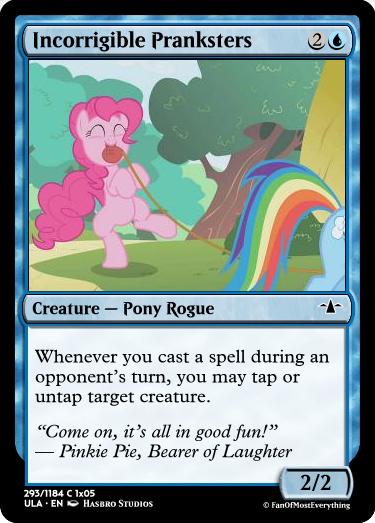 Incorrigible Pranksters 2
Creature — Pony Rogue
Whenever you cast a spell during an
opponent's turn, you may tap or
untap target creature.
“Come on, it's all in good fun!”
— Pinkie Pie, Bearer of Laughter
2/2
293/1184 C 1x05
ULA • EN Hasbro Studios
© FanOfMostEverything